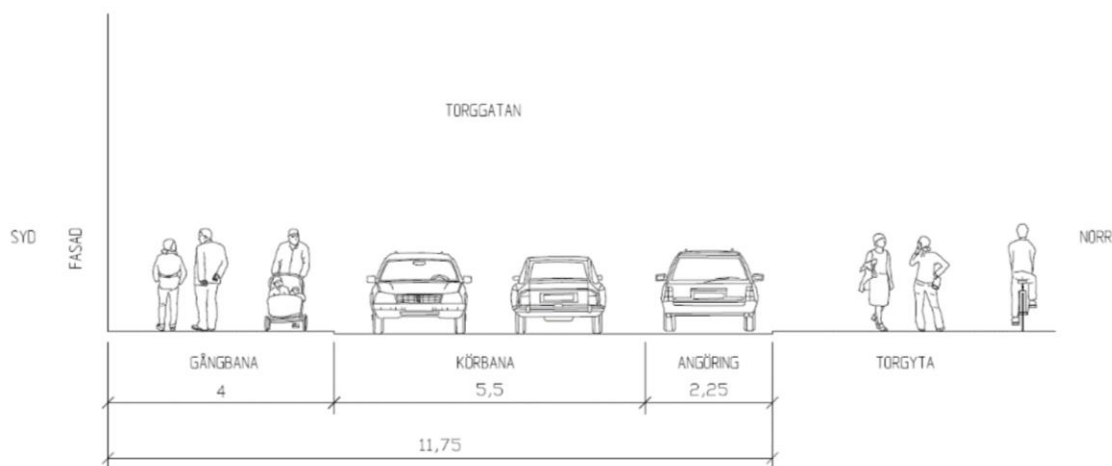 TORGGATAN
SYD
FASAD
NORR
GÅNGBANA
KÖRBANA
ANGÖRING
TORGYTA
4
5,5
2,25
11,75